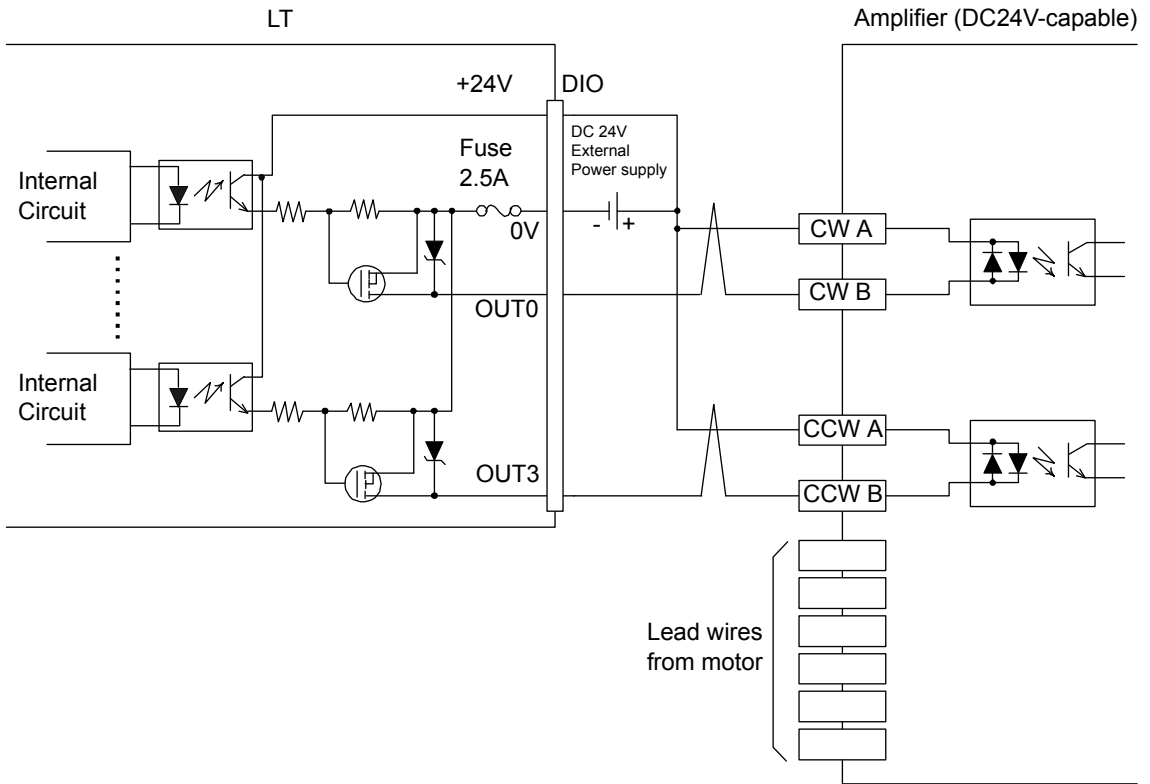 LT
Amplifier (DC24V-capable)
+24V
DIO
DC 24V
External
Power supply
Fuse
2.5A
Internal
Circuit
0V
- +
CW A
CW B
OUT0
Internal
Circuit
CCW A
OUT3
CCW B
Lead wires
from motor